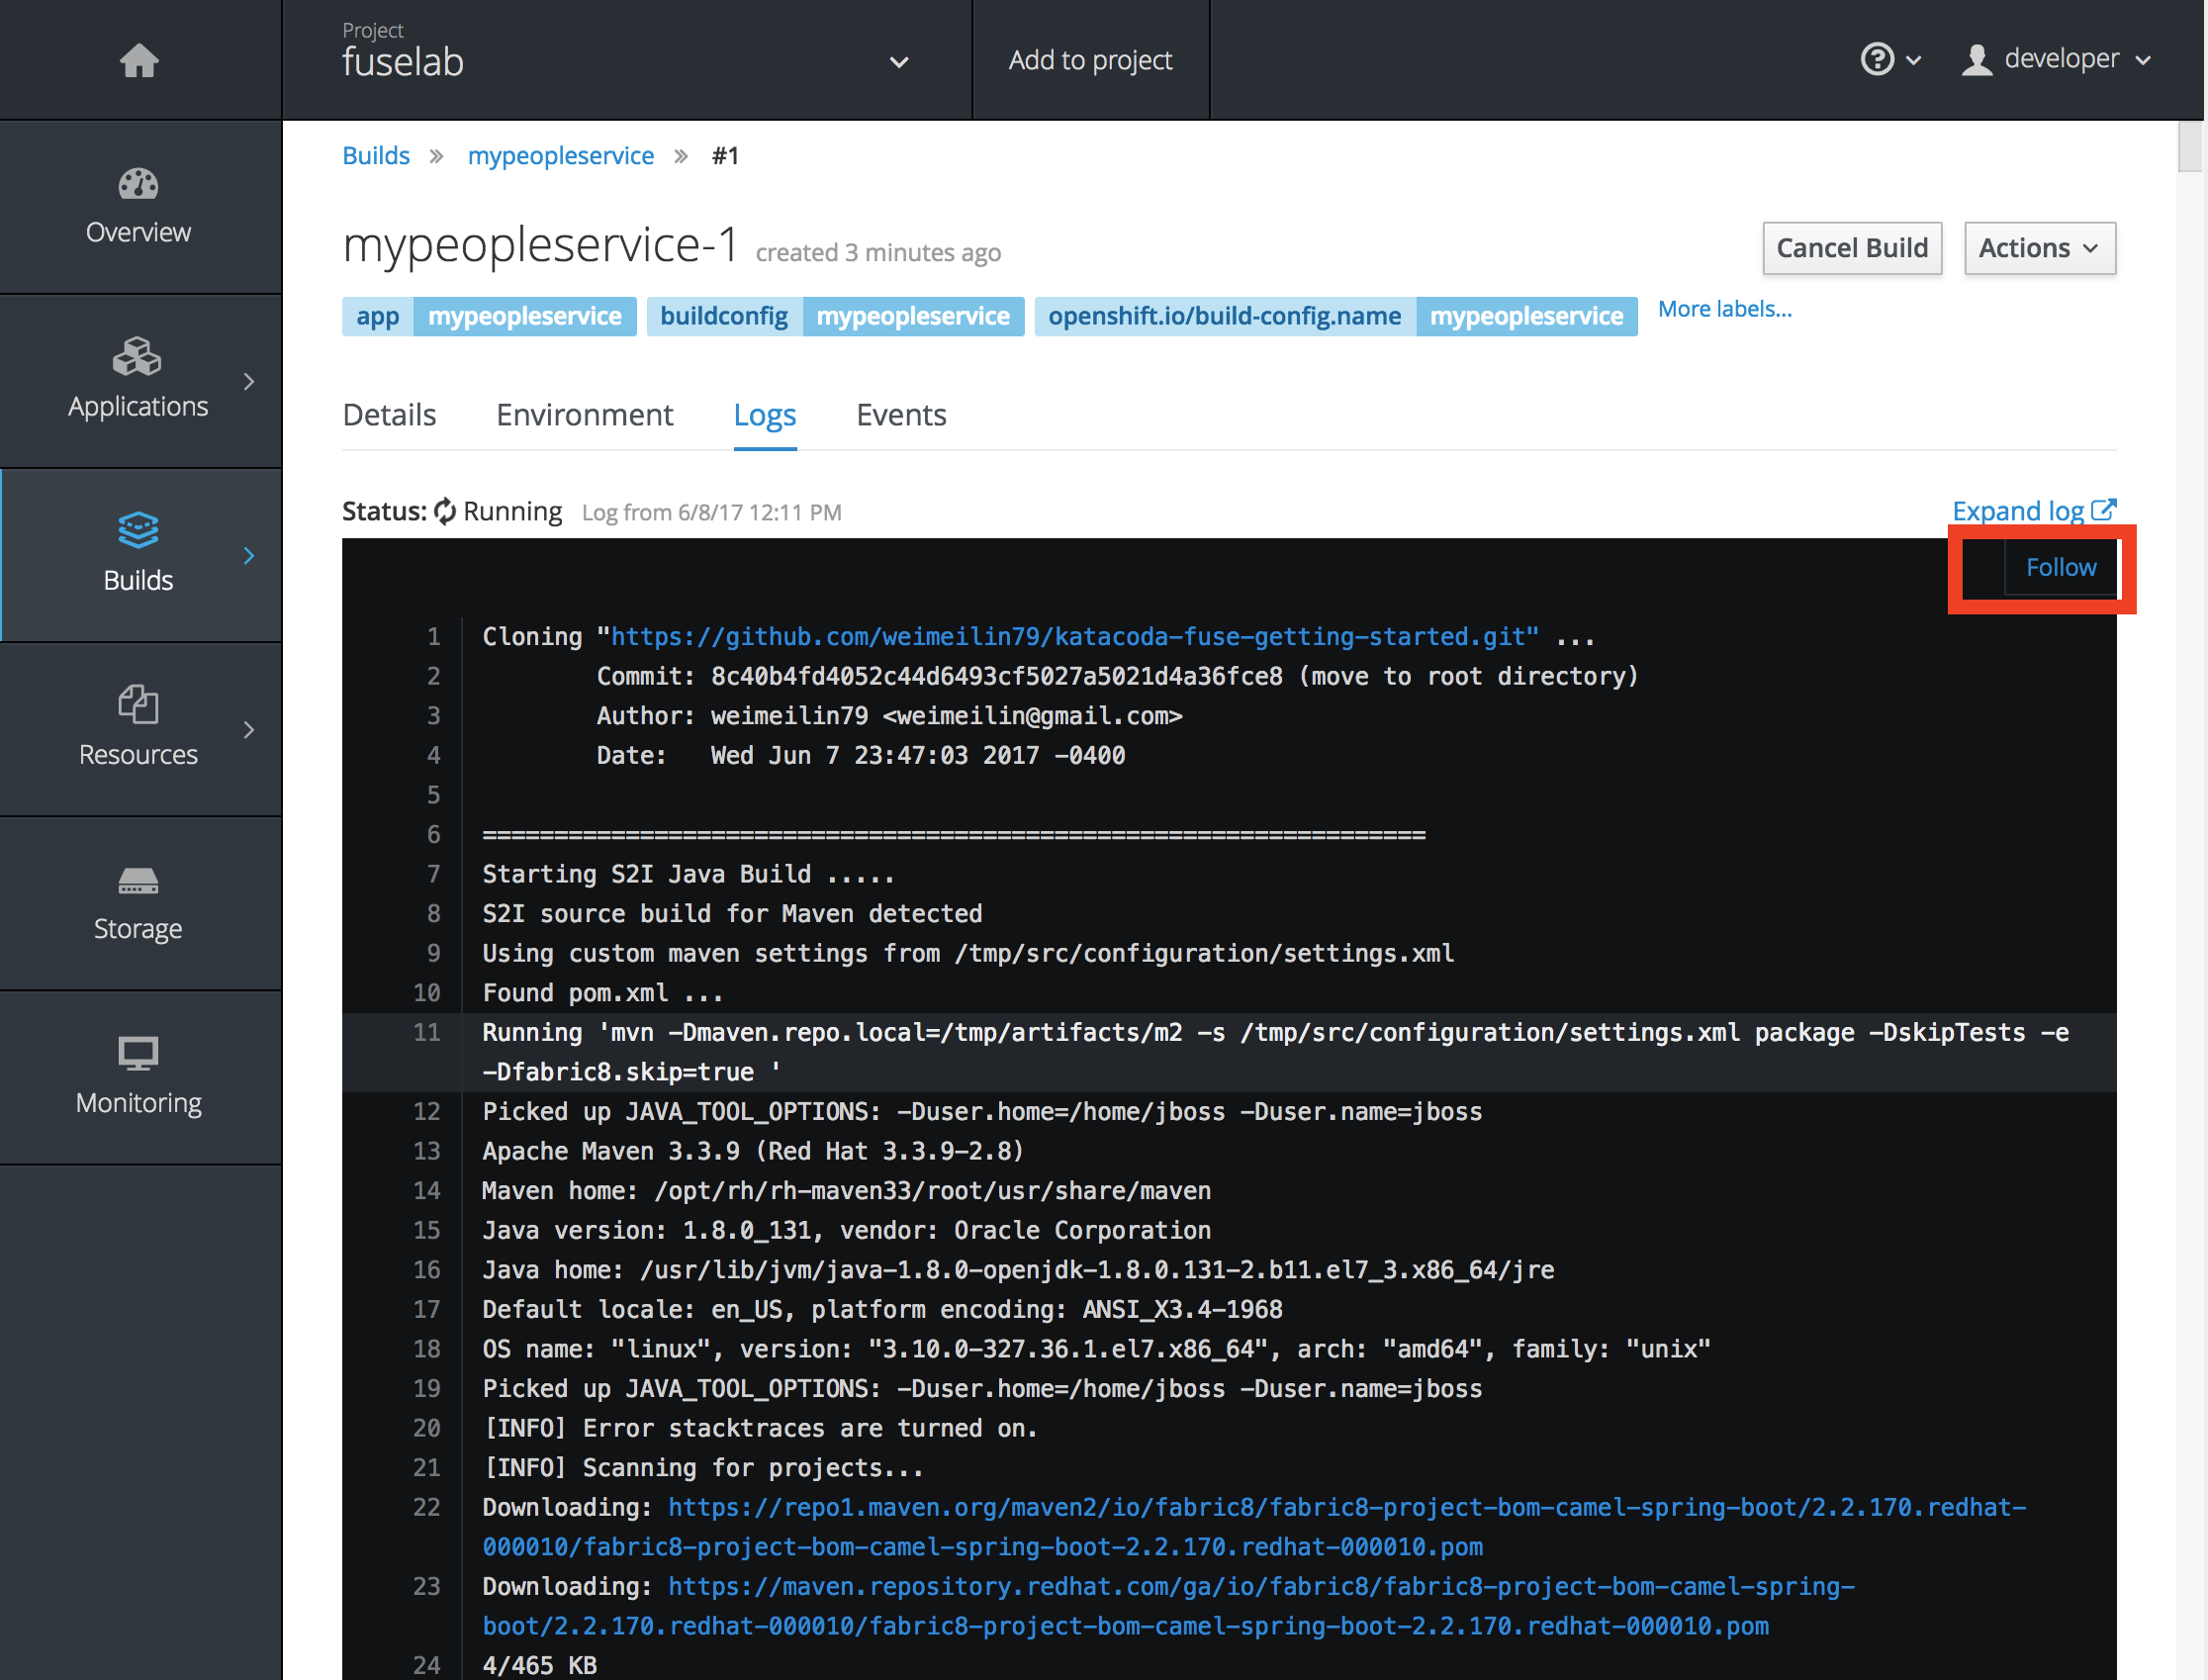 Project
fuselab
Add to project
developer
Overview
Applications
Builds
Resources
Storage
Monitoring
Builds » mypeopleservice » #1
mypeopleservice-1 created 3 minutes ago
Cancel Build
Actions
app mypeopleservice buildconfig mypeopleservice openshift.io/build-config.name mypeopleservice More labels...
Details Environment Logs Events
Status: Running Log from 6/8/17 12:11 PM
Expand log
Follow
1 Cloning "https://github.com/weimeilin79/katacoda-fuse-getting-started.git" ...
2 Commit: 8c40b4fd4052c44d6493cf5027a5021d4a36fce8 (move to root directory)
3 Author: weimeilin79 <weimeilin@gmail.com>
4 Date: Wed Jun 7 23:47:03 2017 -0400
5
6 ==================================================================
7 Starting S2I Java Build .....
8 S2I source build for Maven detected
9 Using custom maven settings from /tmp/src/configuration/settings.xml
10 Found pom.xml ...
11 Running 'mvn -Dmaven.repo.local=/tmp/artifacts/m2 -s /tmp/src/configuration/settings.xml package -DskipTests -e
-Dfabric8.skip=true '
12 Picked up JAVA_TOOL_OPTIONS: -Duser.home=/home/jboss -Duser.name=jboss
13 Apache Maven 3.3.9 (Red Hat 3.3.9-2.8)
14 Maven home: /opt/rh/rh-maven33/root/usr/share/maven
15 Java version: 1.8.0_131, vendor: Oracle Corporation
16 Java home: /usr/lib/jvm/java-1.8.0-openjdk-1.8.0.131-2.b11.el7_3.x86_64/jre
17 Default locale: en_US, platform encoding: ANSI_X3.4-1968
18 OS name: "linux", version: "3.10.0-327.36.1.el7.x86_64", arch: "amd64", family: "unix"
19 Picked up JAVA_TOOL_OPTIONS: -Duser.home=/home/jboss -Duser.name=jboss
20 [INFO] Error stacktraces are turned on.
21 [INFO] Scanning for projects...
22 Downloading: https://repo1.maven.org/maven2/io/fabric8/fabric8-project-bom-camel-spring-boot/2.2.170.redhat-
000010/fabric8-project-bom-camel-spring-boot-2.2.170.redhat-000010.pom
23 Downloading: https://maven.repository.redhat.com/ga/io/fabric8/fabric8-project-bom-camel-spring-
boot/2.2.170.redhat-000010/fabric8-project-bom-camel-spring-boot-2.2.170.redhat-000010.pom
24 4/465 KB